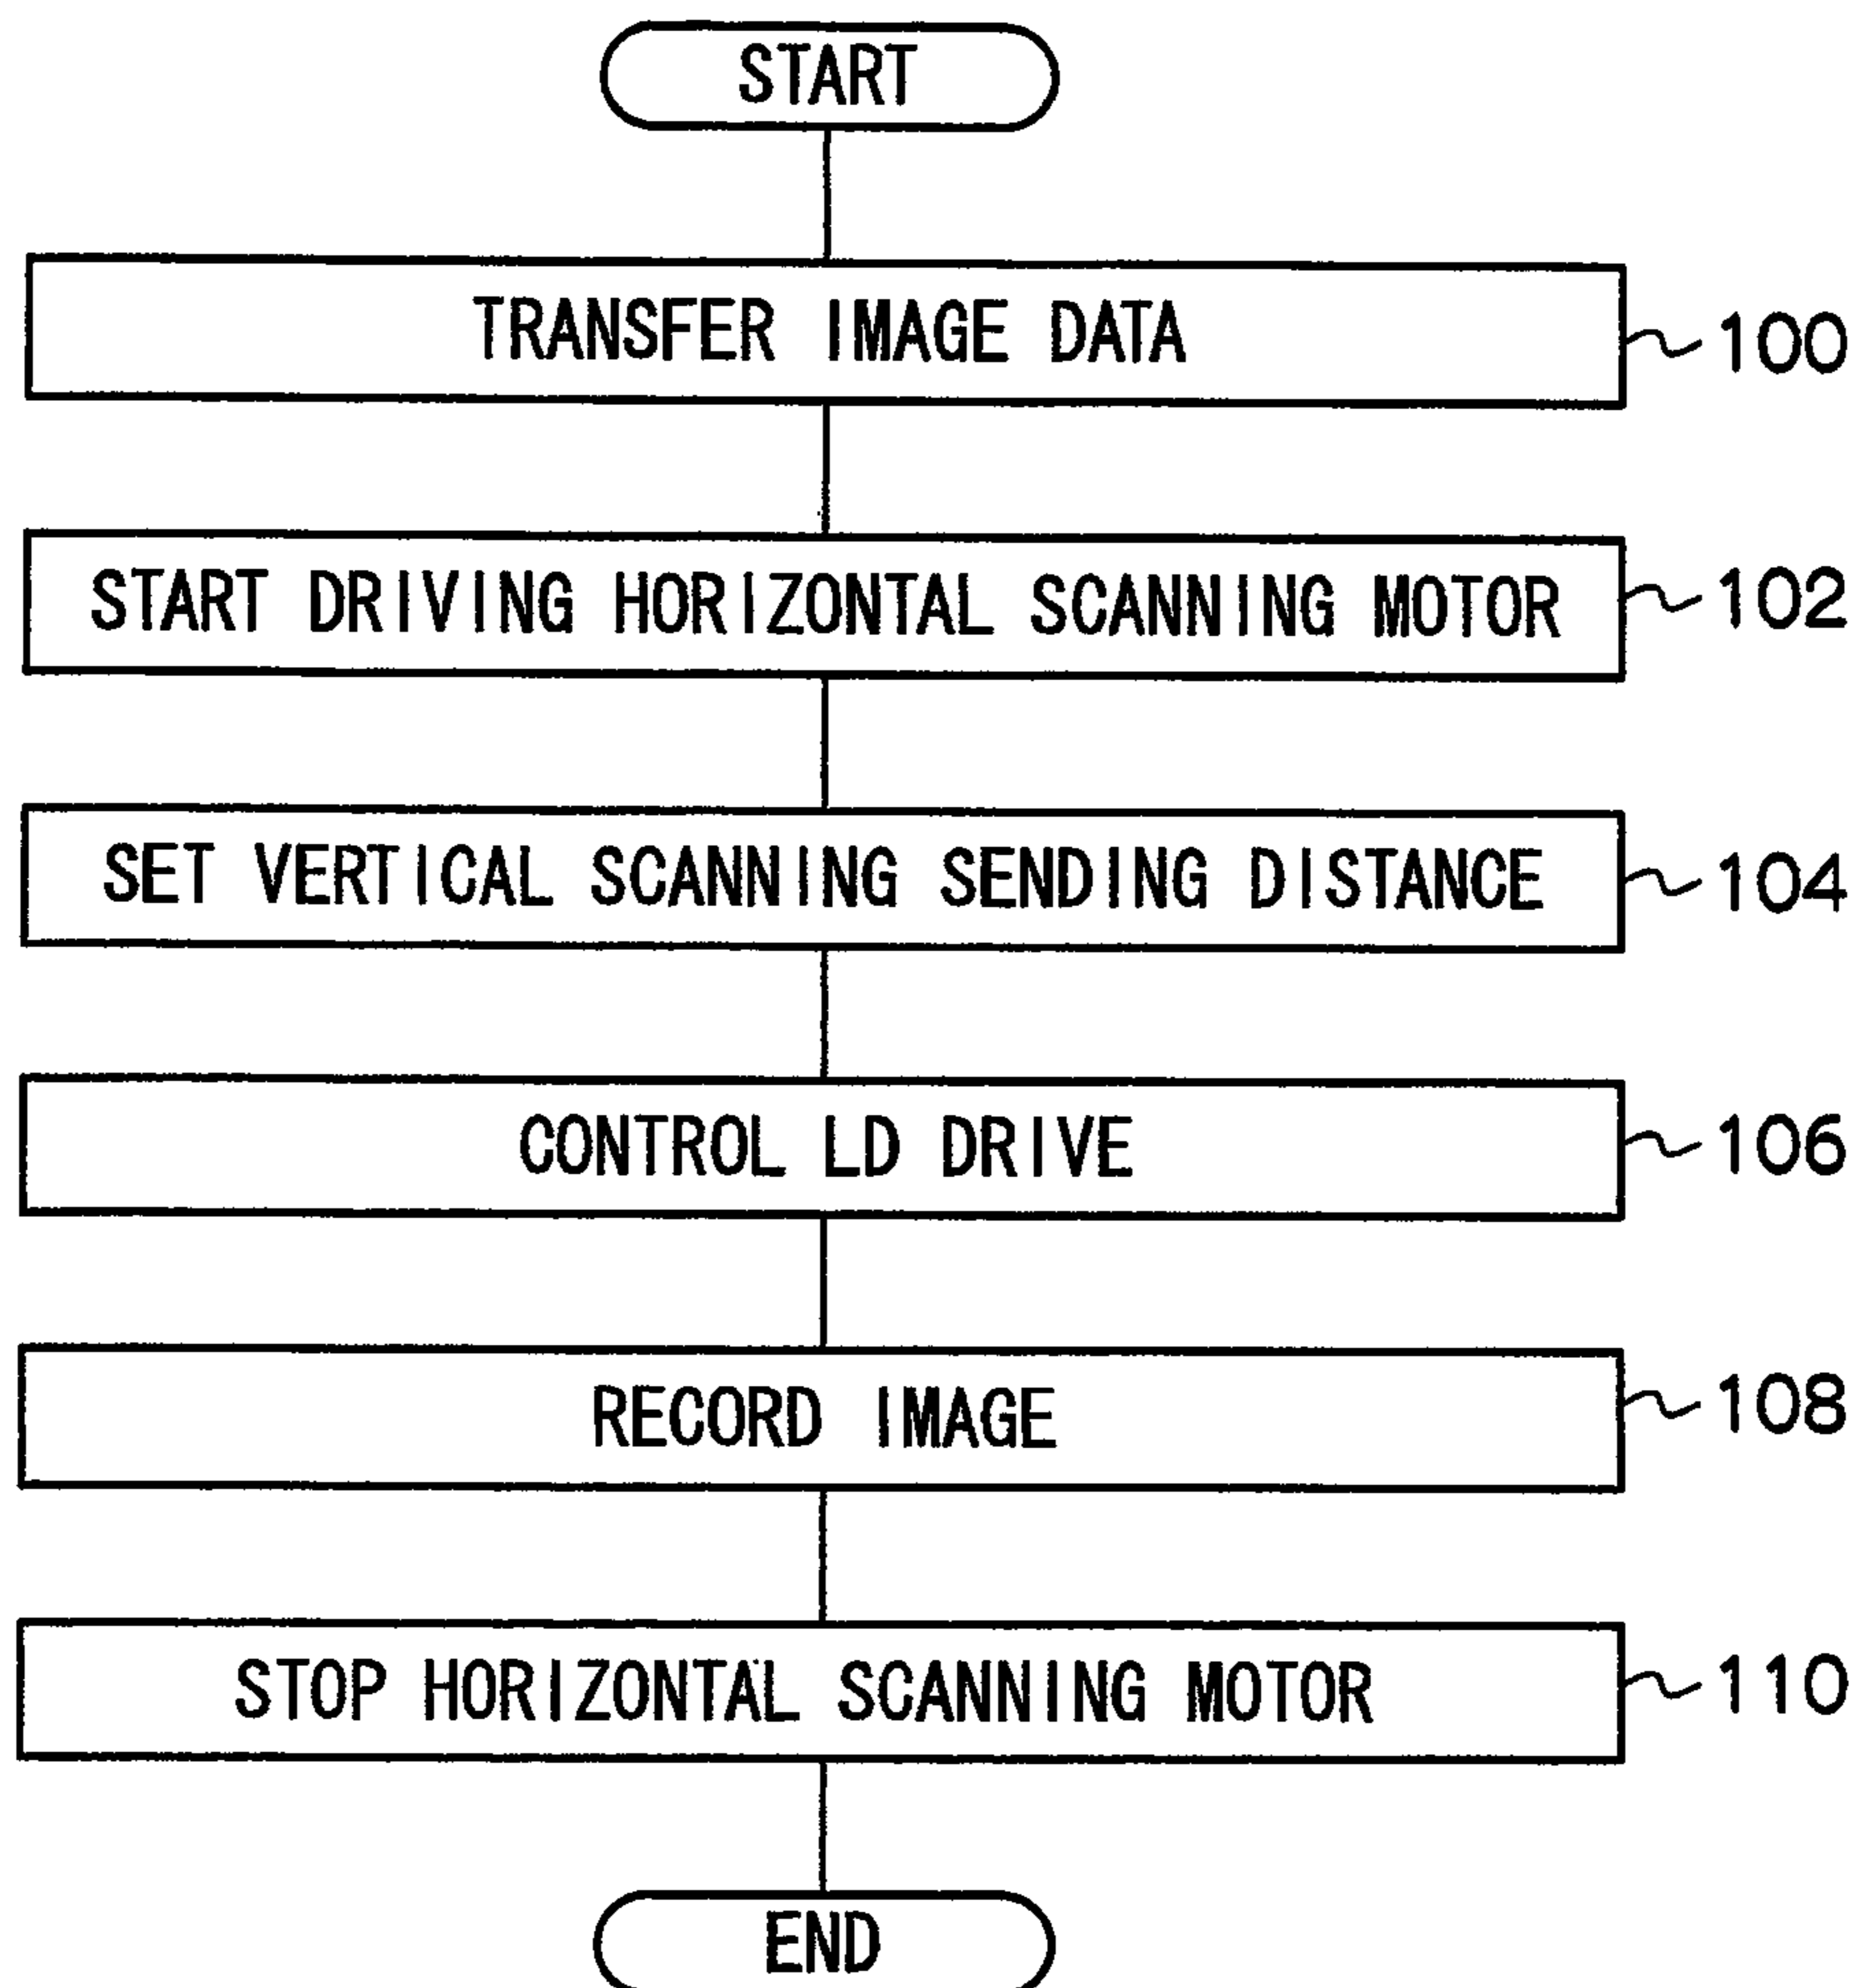 START
TRANSFER IMAGE DATA 100
START DRIVING HORIZONTAL SCANNING MOTOR 102
SET VERTICAL SCANNING SENDING DISTANCE 104
CONTROL LD DRIVE 106
RECORD IMAGE 108
STOP HORIZONTAL SCANNING MOTOR 110
END